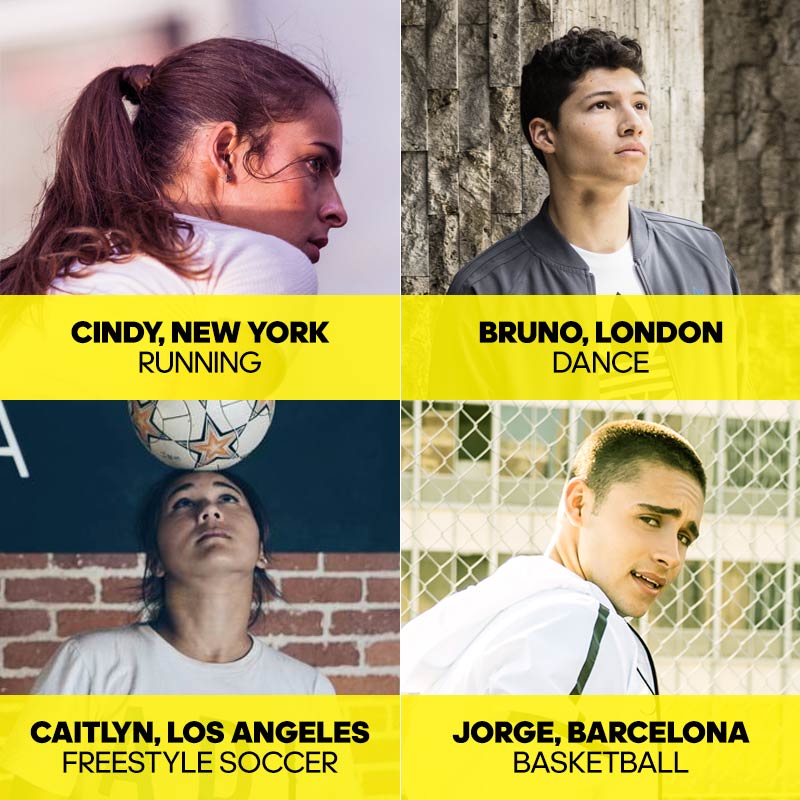 CINDY, NEW YORK
RUNNING
BRUNO, LONDON
DANCE
A
CAITLYN, LOS ANGELES
FREESTYLE SOCCER
JORGE, BARCELONA
BASKETBALL